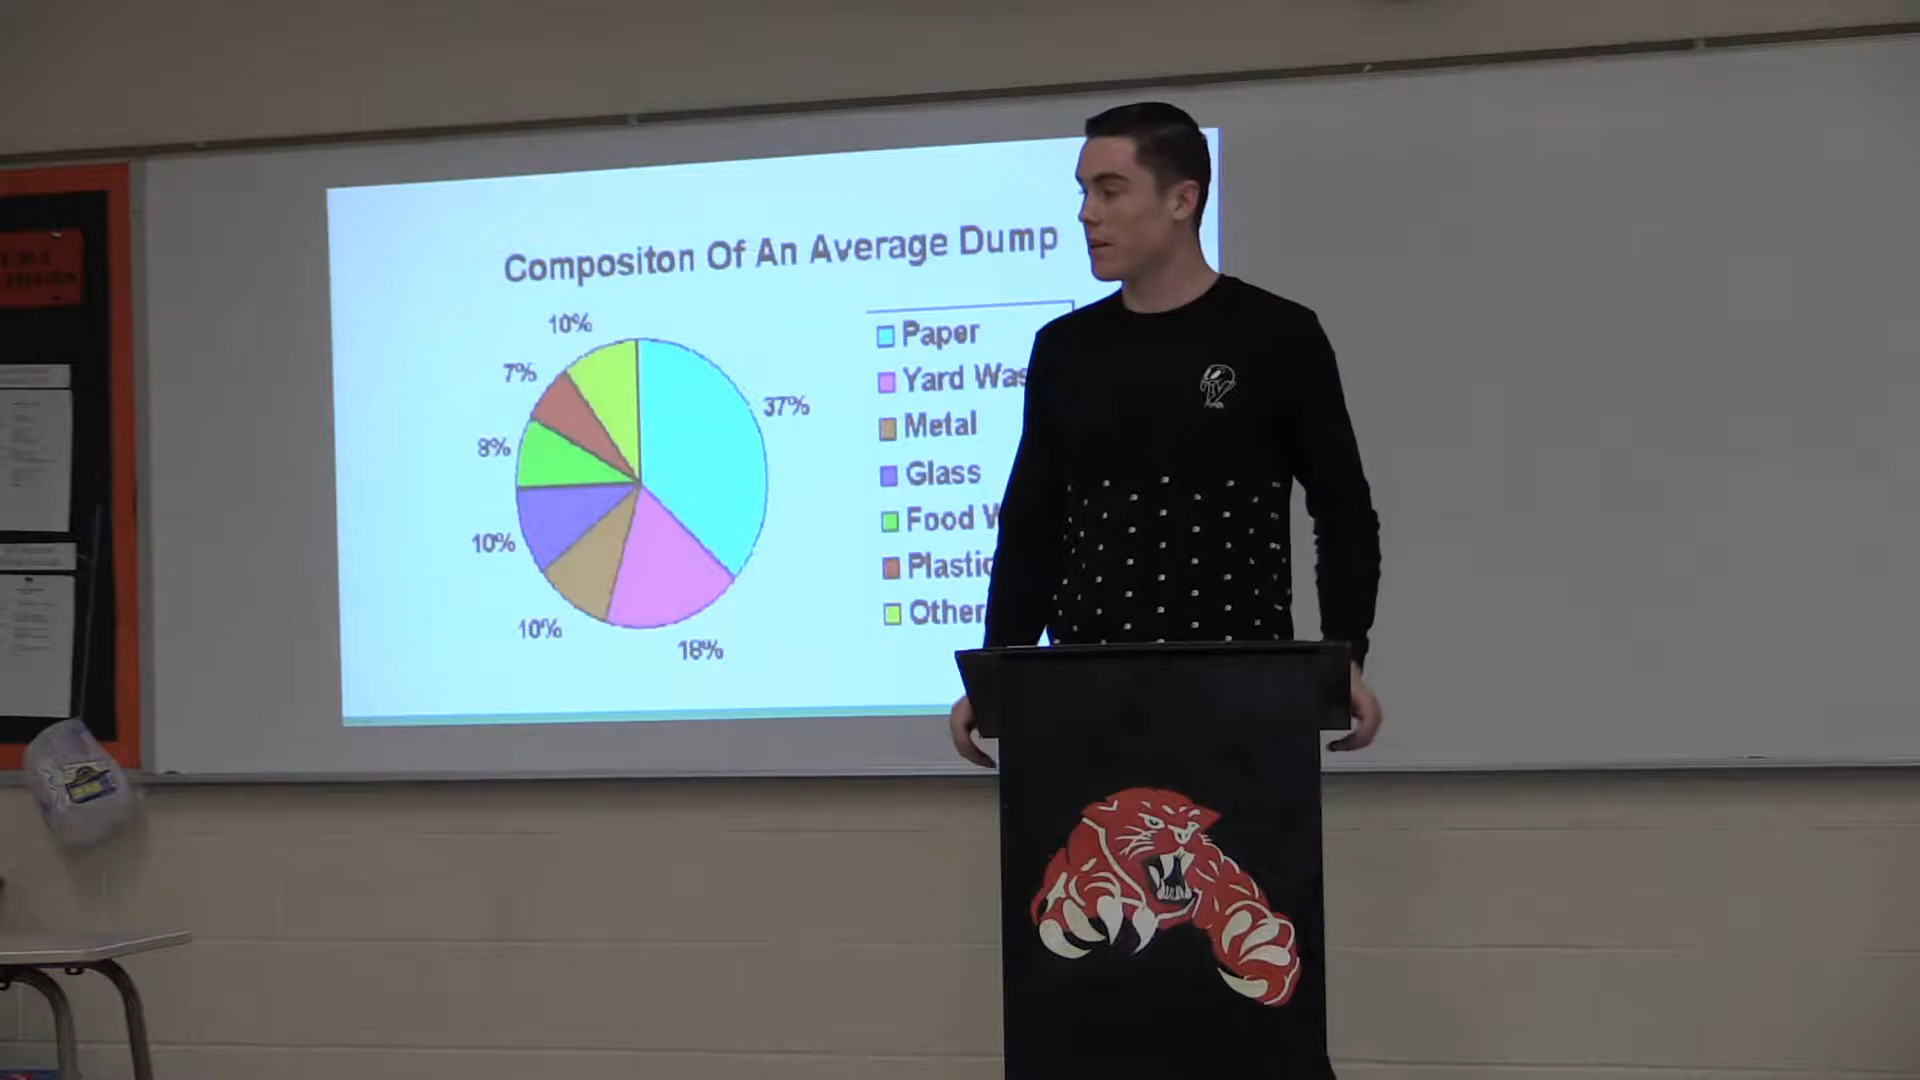 Compositon Of An Average Dump
10%
7%
37%
8%
10%
10%
18%
Paper
Yard Was
Metal
Glass
Food W
Plastic
Other